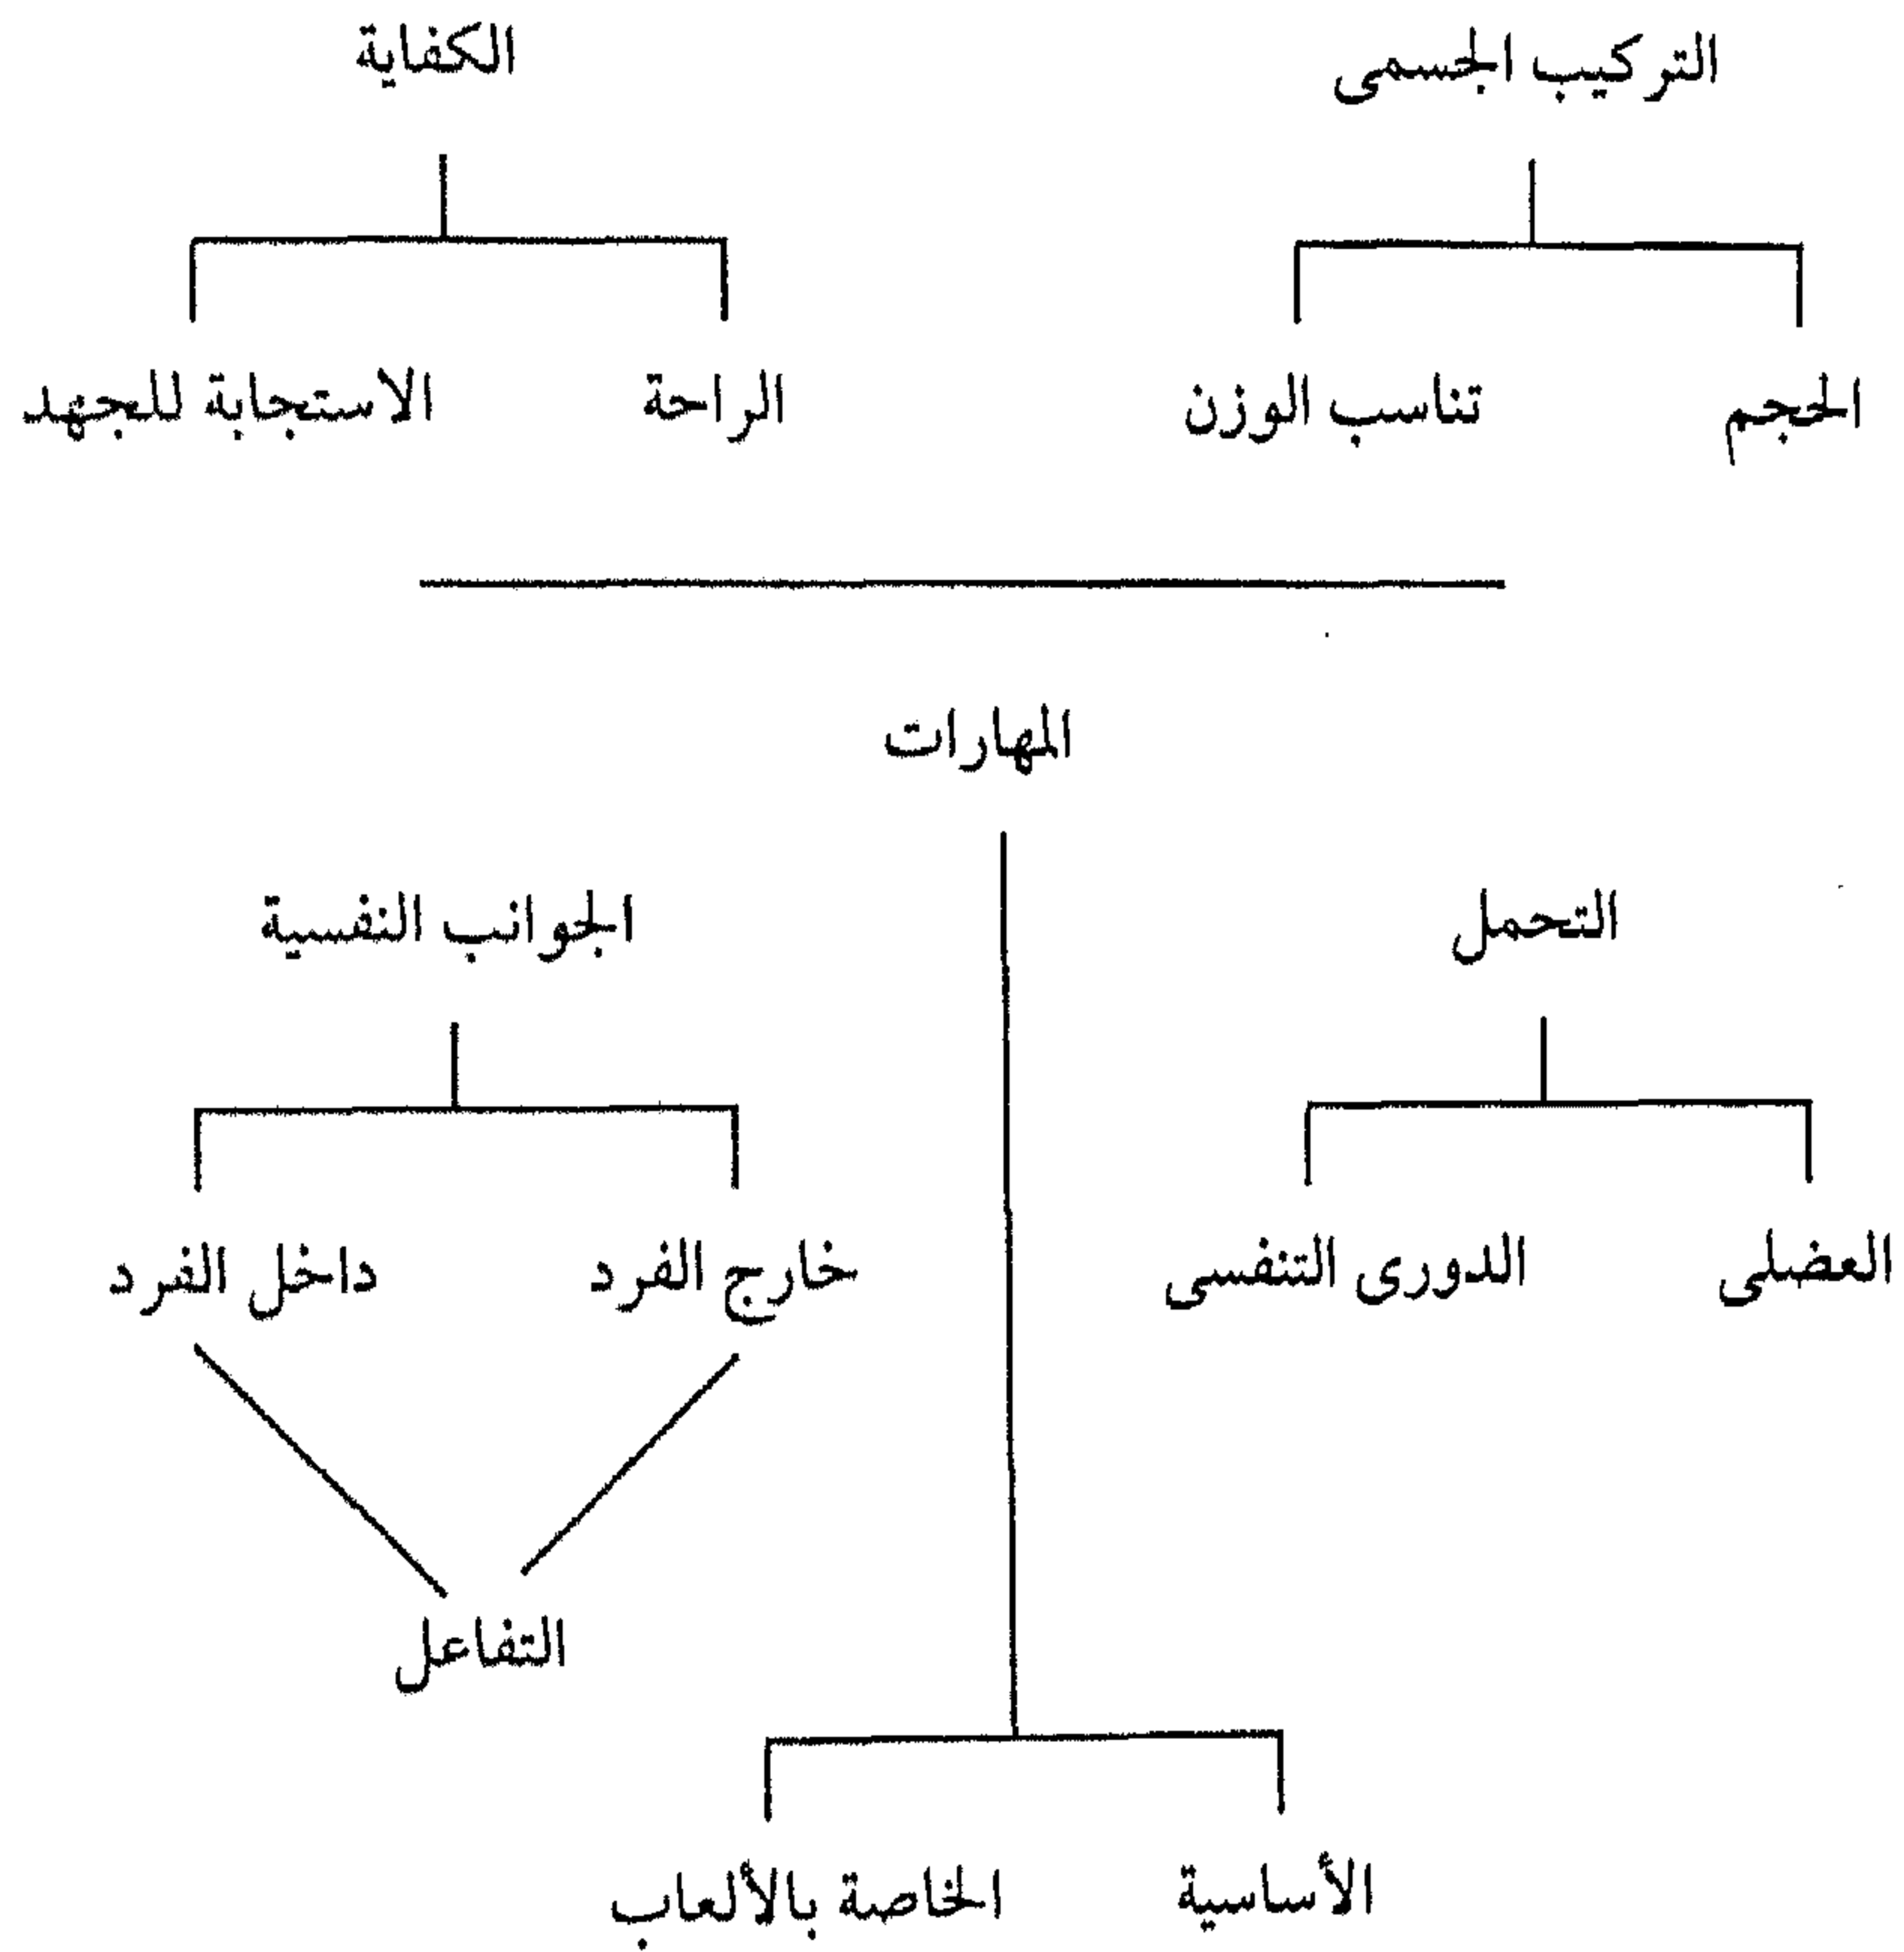 التركيب الجسمى
الكفاية
الحجم
تناسب الوزن
الراحة
الاستجابة للجهد
المهارات
التحمل
الجوانب النفسية
العضلى
الدورى التنفسى
خارج الفرد
داخل الفرد
التفاعل
الأساسية
الخاصة بالألعاب